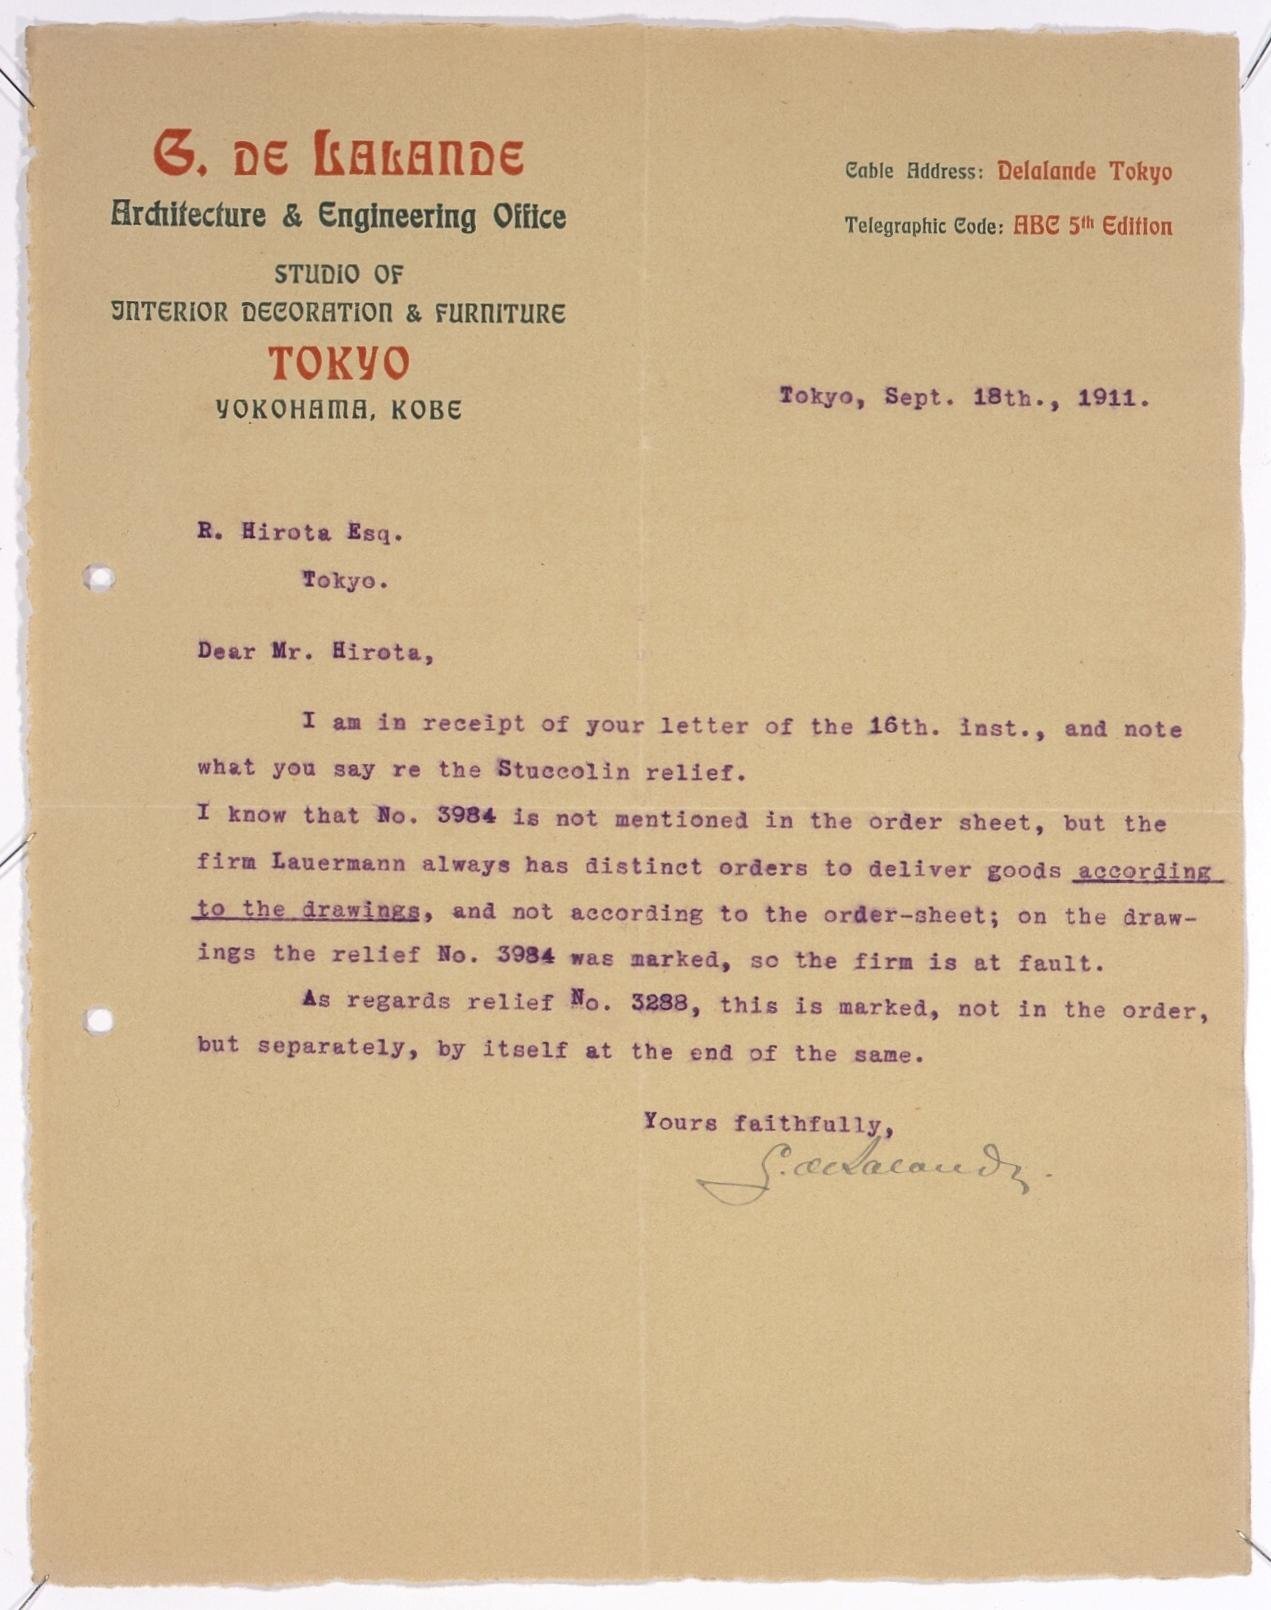 G. DE LALANDE
Architecture & Engineering Office
STUDIO OF
INTERIOR DECORATION & FURNITURE
TOKYO
YOKOHAMA, KOBE
Cable Address: Delalande Tokyo
Telegraphic Code: ABC 5th Edition
Tokyo, Sept. 18th., 1911.
R. Hirota Esq.
Tokyo.
Dear Mr. Hirota,
I am in receipt of your letter of the 16th. inst., and note
what you say re the Stuccolin relief.
I know that No. 3984 is not mentioned in the order sheet, but the
firm Lauermann always has distinct orders to deliver goods according
to the drawings, and not according to the order-sheet; on the draw-
ings the relief No. 3984 was marked, so the firm is at fault.
As regards relief No. 3288, this is marked, not in the order,
but separately, by itself at the end of the same.
Yours faithfully,
G. de Lalande.